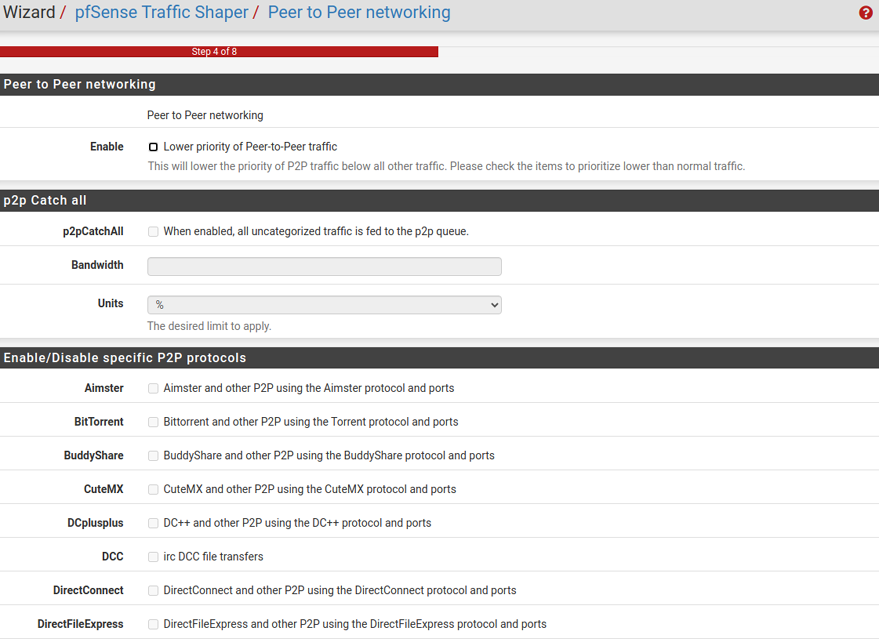 Wizard / pfSense Traffic Shaper / Peer to Peer networking
?
Step 4 of 8
Peer to Peer networking
Peer to Peer networking
Enable Lower priority of Peer-to-Peer traffic
This will lower the priority of P2P traffic below all other traffic. Please check the items to prioritize lower than normal traffic.
p2p Catch all
p2pCatchAll When enabled, all uncategorized traffic is fed to the p2p queue.
Bandwidth
Units %
The desired limit to apply.
Enable/Disable specific P2P protocols
Aimster Aimster and other P2P using the Aimster protocol and ports
BitTorrent Bittorrent and other P2P using the Torrent protocol and ports
BuddyShare BuddyShare and other P2P using the BuddyShare protocol and ports
CuteMX CuteMX and other P2P using the CuteMX protocol and ports
DCplusplus DC++ and other P2P using the DC++ protocol and ports
DCC irc DCC file transfers
DirectConnect DirectConnect and other P2P using the DirectConnect protocol and ports
DirectFileExpress DirectFileExpress and other P2P using the DirectFileExpress protocol and ports